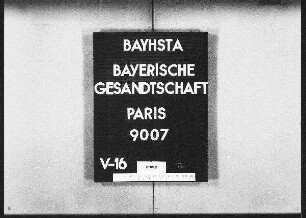 BAYHSTA
BAYERISCHE
GESANDTSCHAFT
PARIS
9007
V-16